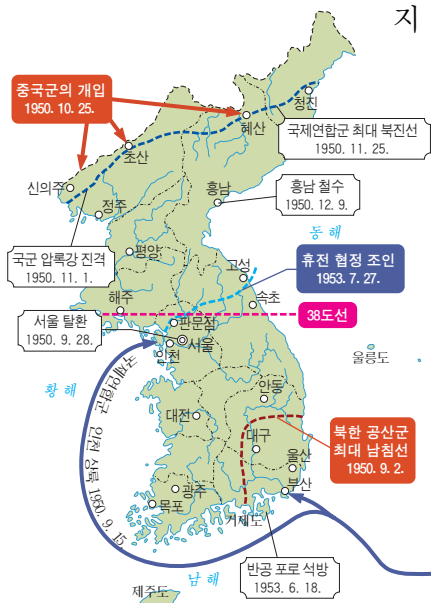 지
중국군의 개입
1950. 10. 25.
청진
혜산
국제연합군 최대 북진선
1950. 11. 25.
초산
신의주
흥남
흥남 철수
1950. 12. 9.
정주
동해
국군 압록강 진격
1950. 11. 1.
평양
고성
휴전 협정 조인
1953. 7. 27.
해주
속초
38도선
서울 탈환
1950. 9. 28.
판문점
서울
인천
울릉도
황해
국제연합군 인천 상륙 1950. 9. 15.
안동
대전
북한 공산군
최대 남침선
1950. 9. 2.
대구
울산
광주
부산
목포
거제도
반공 포로 석방
1953. 6. 18.
남해
제주도